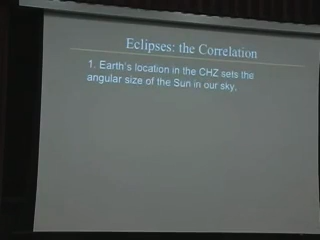 Eclipses: the Correlation
1. Earth's location in the CHZ sets the
angular size of the Sun in our sky,